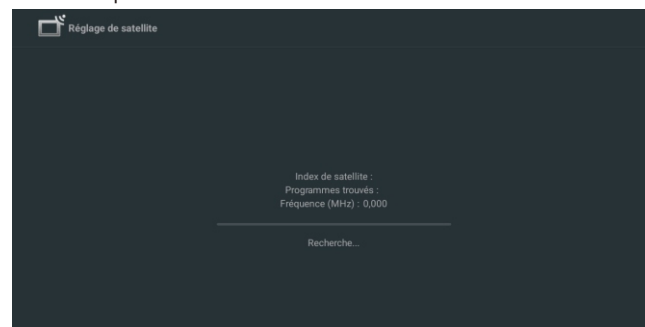 Réglage de satellite
Index de satellite :
Programmes trouvés :
Fréquence (MHz) : 0,000
Recherche...